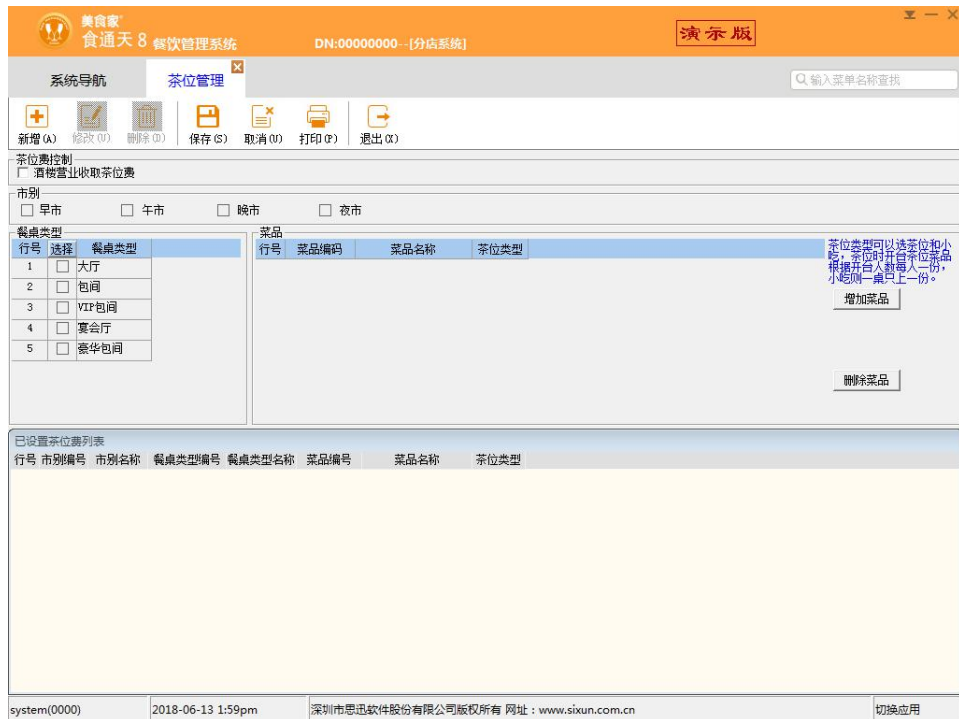 美食家®
食通天 8 餐饮管理系统 DN:00000000--[分店系统] 演示版
系统导航 茶位管理 输入菜单名称查找
新增(A) 修改(U) 删除(D) 保存(S) 取消(U) 打印(P) 退出(X)
茶位费控制
酒楼营业收取茶位费
市别
早市 午市 晚市 夜市
餐桌类型
行号 选择 餐桌类型
1 大厅
2 包间
3 VIP包间
4 宴会厅
5 豪华包间
菜品
行号 菜品编码 菜品名称 茶位类型
茶位类型可以选茶位和小
吃，茶位时开台茶位菜品
根据开台人数每人一份，
小吃则一桌只上一份。
增加菜品
删除菜品
已设置茶位费列表
行号 市别编号 市别名称 餐桌类型编号 餐桌类型名称 菜品编号 菜品名称 茶位类型
system(0000) 2018-06-13 1:59pm 深圳市思迅软件股份有限公司版权所有 网址：www.sixun.com.cn 切换应用